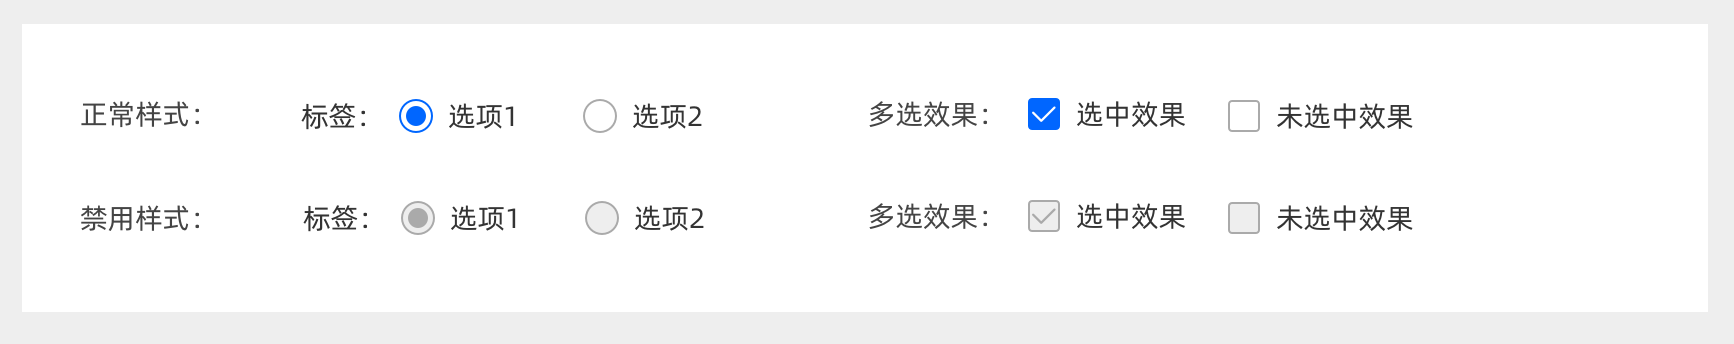 正常样式： 标签： 选项1 选项2 多选效果： 选中效果 未选中效果
禁用样式： 标签： 选项1 选项2 多选效果： 选中效果 未选中效果